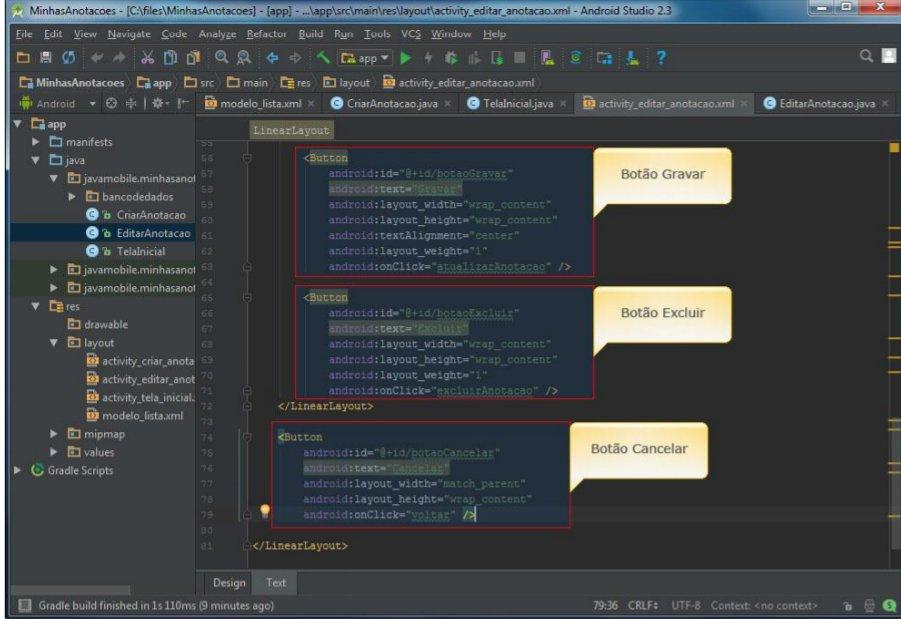 MinhasAnotacoes - [C:\files\MinhasAnotacoes] - [app] - ...\app\src\main\res\layout\activity_editar_anotacao.xml - Android Studio 2.3
File Edit View Navigate Code Analyze Refactor Build Run Tools VCS Window Help
app
MinhasAnotacoes app src main res layout activity_editar_anotacao.xml
Android modelo_lista.xml CriarAnotacao.java TelaInicial.java activity_editar_anotacao.xml EditarAnotacao.java
app
manifests
java
javamobile.minhasanot
bancodedados
CriarAnotacao
EditarAnotacao
TelaInicial
javamobile.minhasanot
javamobile.minhasanot
res
drawable
layout
activity_criar_anota
activity_editar_anot
activity_tela_inicial.
modelo_lista.xml
mipmap
values
Gradle Scripts
LinearLayout
55
56 <Button
57 android:id="@+id/botaoGravar"
58 android:text="Gravar"
59 android:layout_width="wrap_content"
60 android:layout_height="wrap_content"
61 android:textAlignment="center"
62 android:layout_weight="1"
63 android:onClick="atualizarAnotacao" />
64
65 <Button
66 android:id="@+id/botaoExcluir"
67 android:text="Excluir"
68 android:layout_width="wrap_content"
69 android:layout_height="wrap_content"
70 android:layout_weight="1"
71 android:onClick="excluirAnotacao" />
72 </LinearLayout>
73
74 <Button
75 android:id="@+id/botaoCancelar"
76 android:text="Cancelar"
77 android:layout_width="match_parent"
78 android:layout_height="wrap_content"
79 android:onClick="voltar" />
80
81 </LinearLayout>
Botão Gravar
Botão Excluir
Botão Cancelar
Design Text
Gradle build finished in 1s 110ms (9 minutes ago) 79:36 CRLF UTF-8 Context: <no context>